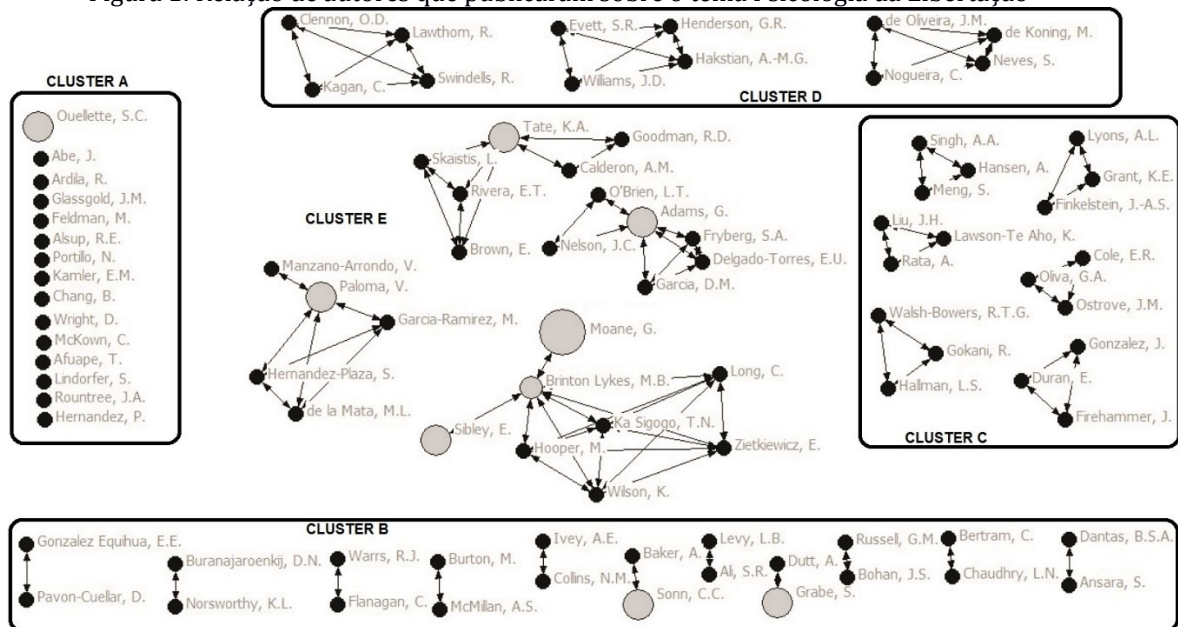 Figura 1: Relação de autores que publicaram sobre o tema Psicologia da Libertação
Clennon, O.D.
Lawthom, R.
Swindells, R.
Kagan, C.
Evett, S.R.
Henderson, G.R.
Hakstian, A.-M.G.
Williams, J.D.
de Oliveira, J.M.
de Koning, M.
Neves, S.
Nogueira, C.
CLUSTER D
CLUSTER A
Ouellette, S.C.
Abe, J.
Ardila, R.
Glassgold, J.M.
Feldman, M.
Alsup, R.E.
Portillo, N.
Kamler, E.M.
Chang, B.
Wright, D.
McKown, C.
Afuape, T.
Lindorfer, S.
Rountree, J.A.
Hernandez, P.
CLUSTER E
Tate, K.A.
Goodman, R.D.
Skaistis, L.
Calderon, A.M.
Rivera, E.T.
Brown, E.
O'Brien, L.T.
Adams, G.
Nelson, J.C.
Fryberg, S.A.
Delgado-Torres, E.U.
Garcia, D.M.
Manzano-Arrondo, V.
Paloma, V.
Garcia-Ramirez, M.
Hernandez-Plaza, S.
de la Mata, M.L.
Moane, G.
Brinton Lykes, M.B.
Long, C.
Sibley, E.
Ka Sigogo, T.N.
Hooper, M.
Zietkiewicz, E.
Wilson, K.
Singh, A.A.
Hansen, A.
Meng, S.
Lyons, A.L.
Grant, K.E.
Finkelstein, J.-A.S.
Liu, J.H.
Lawson-Te Aho, K.
Rata, A.
Cole, E.R.
Oliva, G.A.
Ostrove, J.M.
Walsh-Bowers, R.T.G.
Gokani, R.
Hallman, L.S.
Gonzalez, J.
Duran, E.
Firehammer, J.
CLUSTER C
CLUSTER B
Gonzalez Equihua, E.E.
Pavon-Cuellar, D.
Buranajaroenkij, D.N.
Norsworthy, K.L.
Warrs, R.J.
Flanagan, C.
Burton, M.
McMillan, A.S.
Ivey, A.E.
Collins, N.M.
Baker, A.
Sonn, C.C.
Levy, L.B.
Ali, S.R.
Dutt, A.
Grabe, S.
Russell, G.M.
Bohan, J.S.
Bertram, C.
Chaudhry, L.N.
Dantas, B.S.A.
Ansara, S.